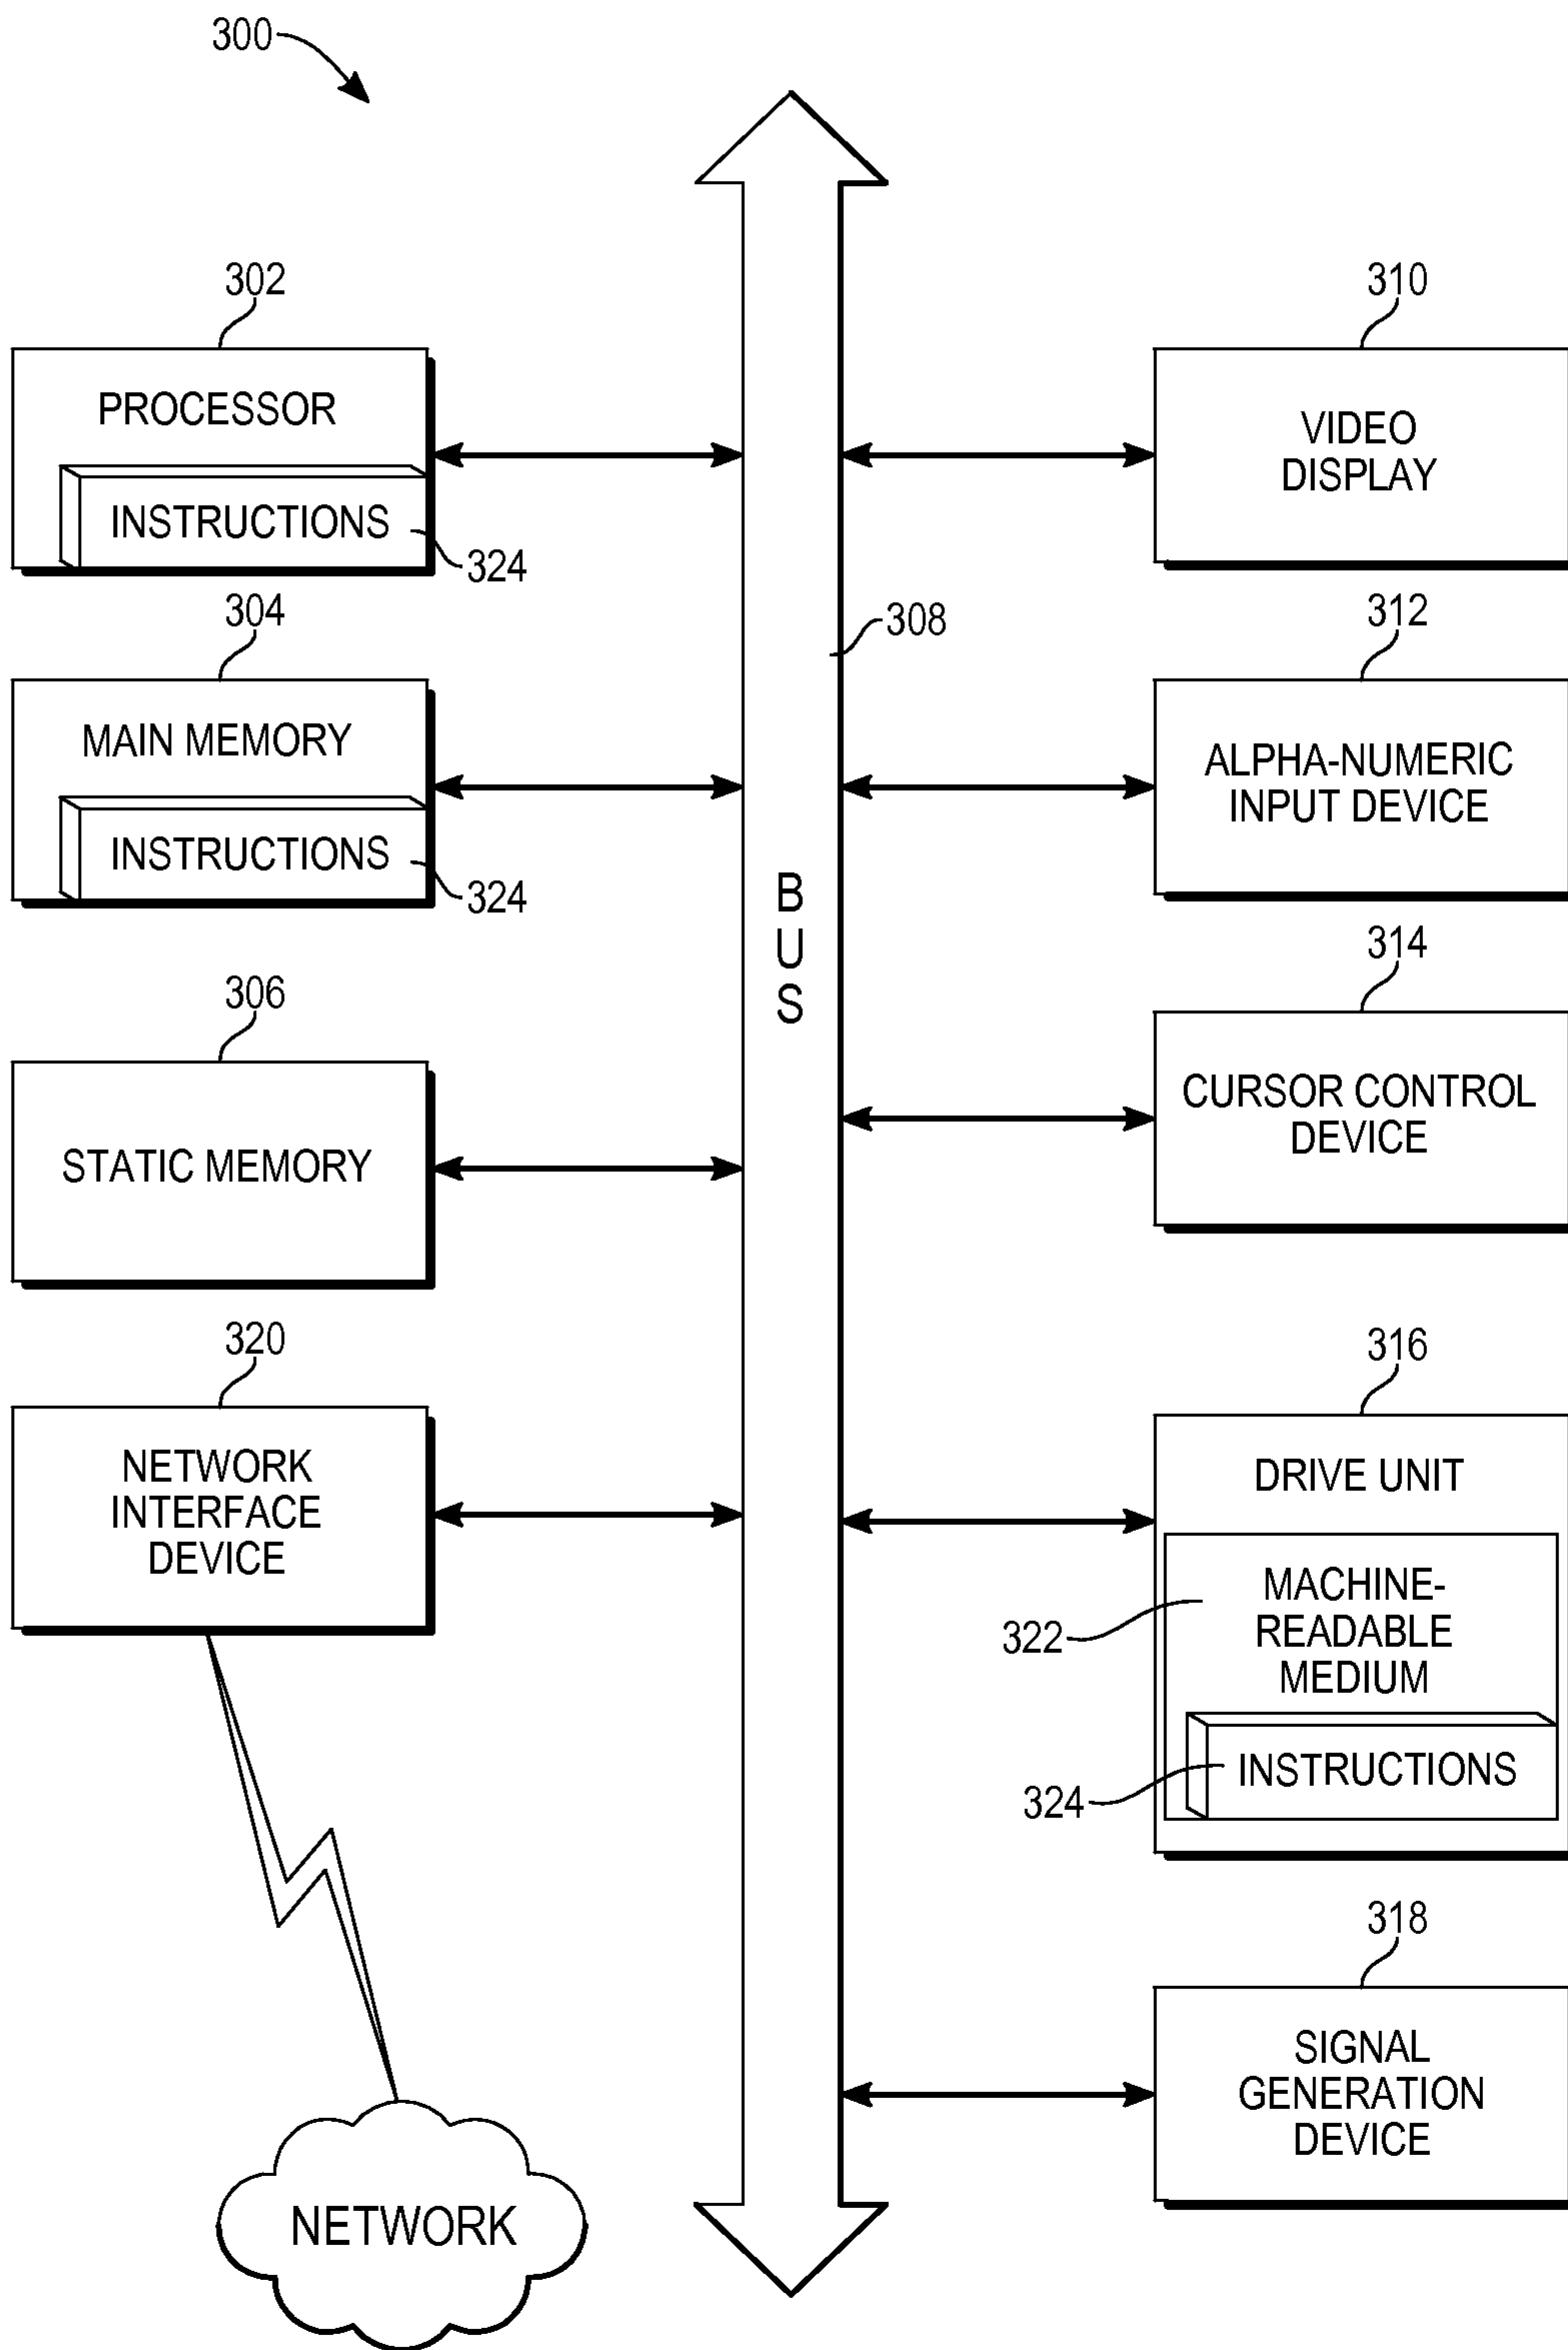 300
302
PROCESSOR
INSTRUCTIONS
324
304
MAIN MEMORY
INSTRUCTIONS
324
306
STATIC MEMORY
320
NETWORK
INTERFACE
DEVICE
NETWORK
308
B
U
S
310
VIDEO
DISPLAY
312
ALPHA-NUMERIC
INPUT DEVICE
314
CURSOR CONTROL
DEVICE
316
DRIVE UNIT
322
MACHINE-
READABLE
MEDIUM
324
INSTRUCTIONS
318
SIGNAL
GENERATION
DEVICE